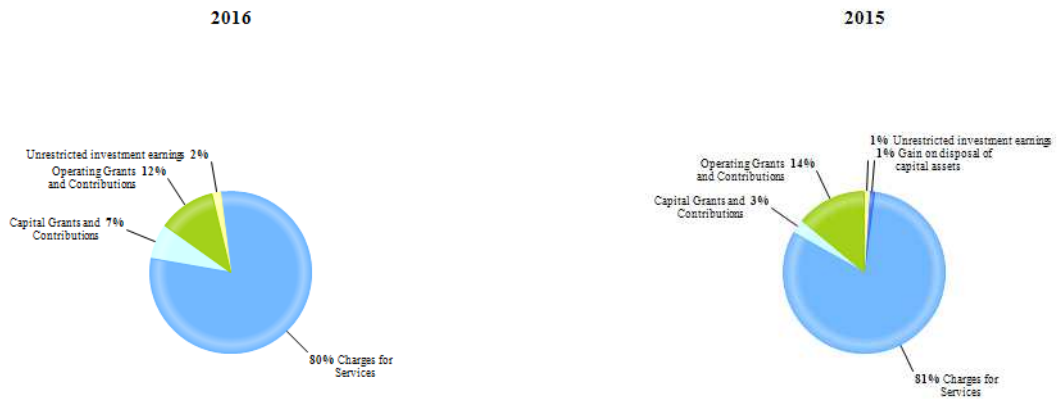 2016
Unrestricted investment earnings 2%
Operating Grants 12%
and Contributions
Capital Grants and 7%
Contributions
80% Charges for
Services
2015
1% Unrestricted investment earnings
1% Gain on disposal of
capital assets
Operating Grants 14%
and Contributions
Capital Grants and 3%
Contributions
81% Charges for
Services